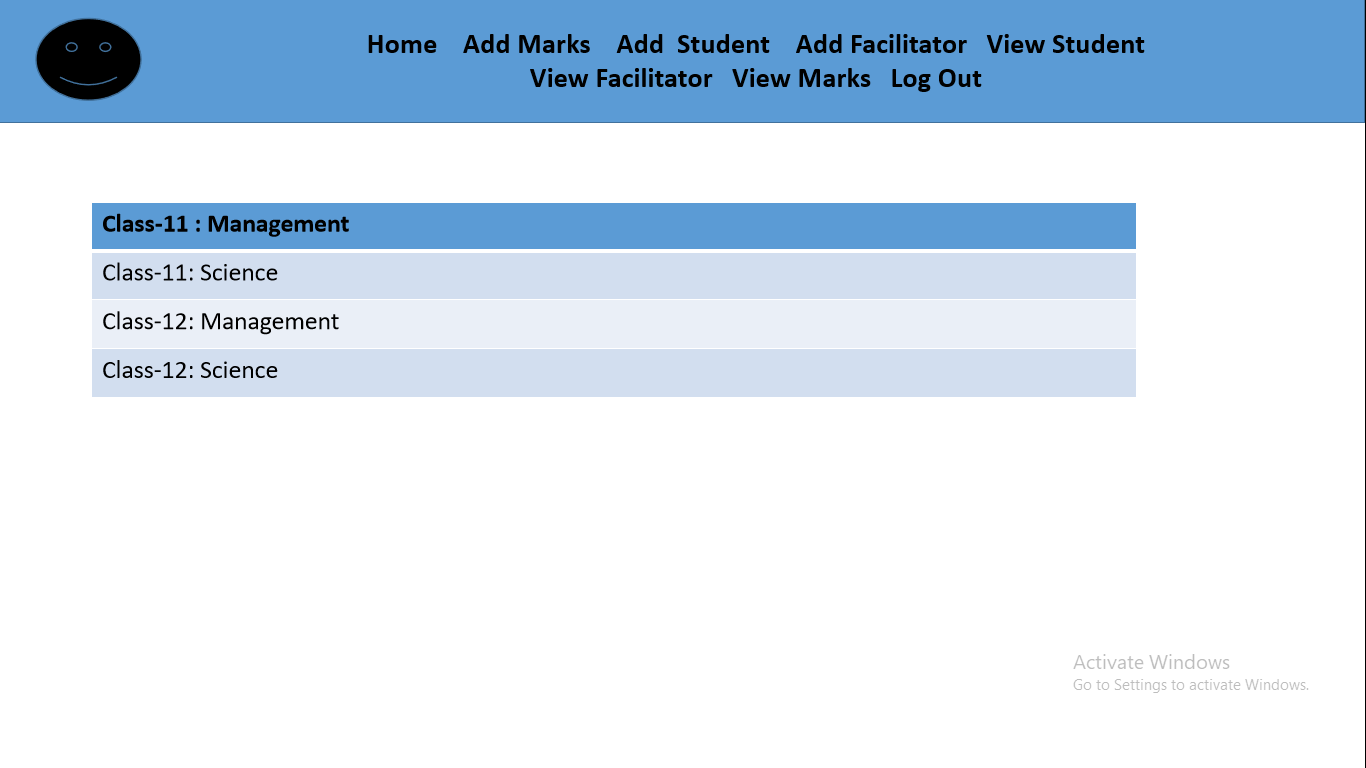 Home Add Marks Add Student Add Facilitator View Student
View Facilitator View Marks Log Out
Class-11 : Management
Class-11: Science
Class-12: Management
Class-12: Science
Activate Windows
Go to Settings to activate Windows.